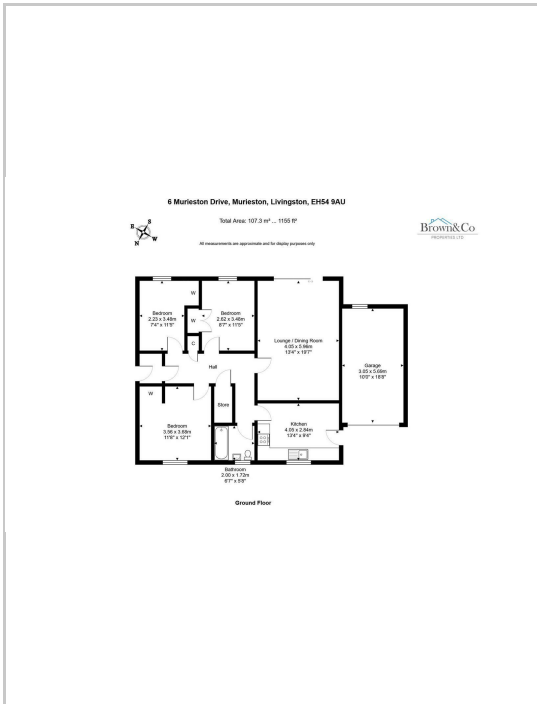 6 Murieston Drive, Murieston, Livingston, EH54 9AU
Total Area: 107.3 m² ... 1155 ft²
All measurements are approximate and for display purposes only
E
S
N
W
Brown&Co
PROPERTIES LTD
W
W
C
Bedroom
2.23 x 3.48m
7'4" x 11'5"
Bedroom
2.62 x 3.48m
8'7" x 11'5"
Lounge / Dining Room
4.05 x 5.96m
13'4" x 19'7"
Garage
3.05 x 5.09m
10'0" x 16'8"
Hall
W
Store
Bedroom
3.56 x 3.68m
11'8" x 12'1"
Kitchen
4.05 x 2.84m
13'4" x 9'4"
Bathroom
2.00 x 1.72m
6'7" x 5'8"
Ground Floor